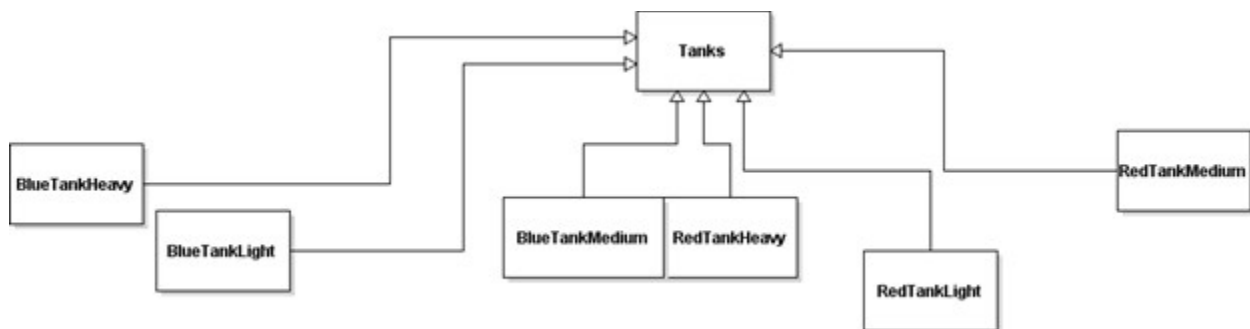 Tanks
BlueTankHeavy
RedTankMedium
BlueTankLight
BlueTankMedium
RedTankHeavy
RedTankLight